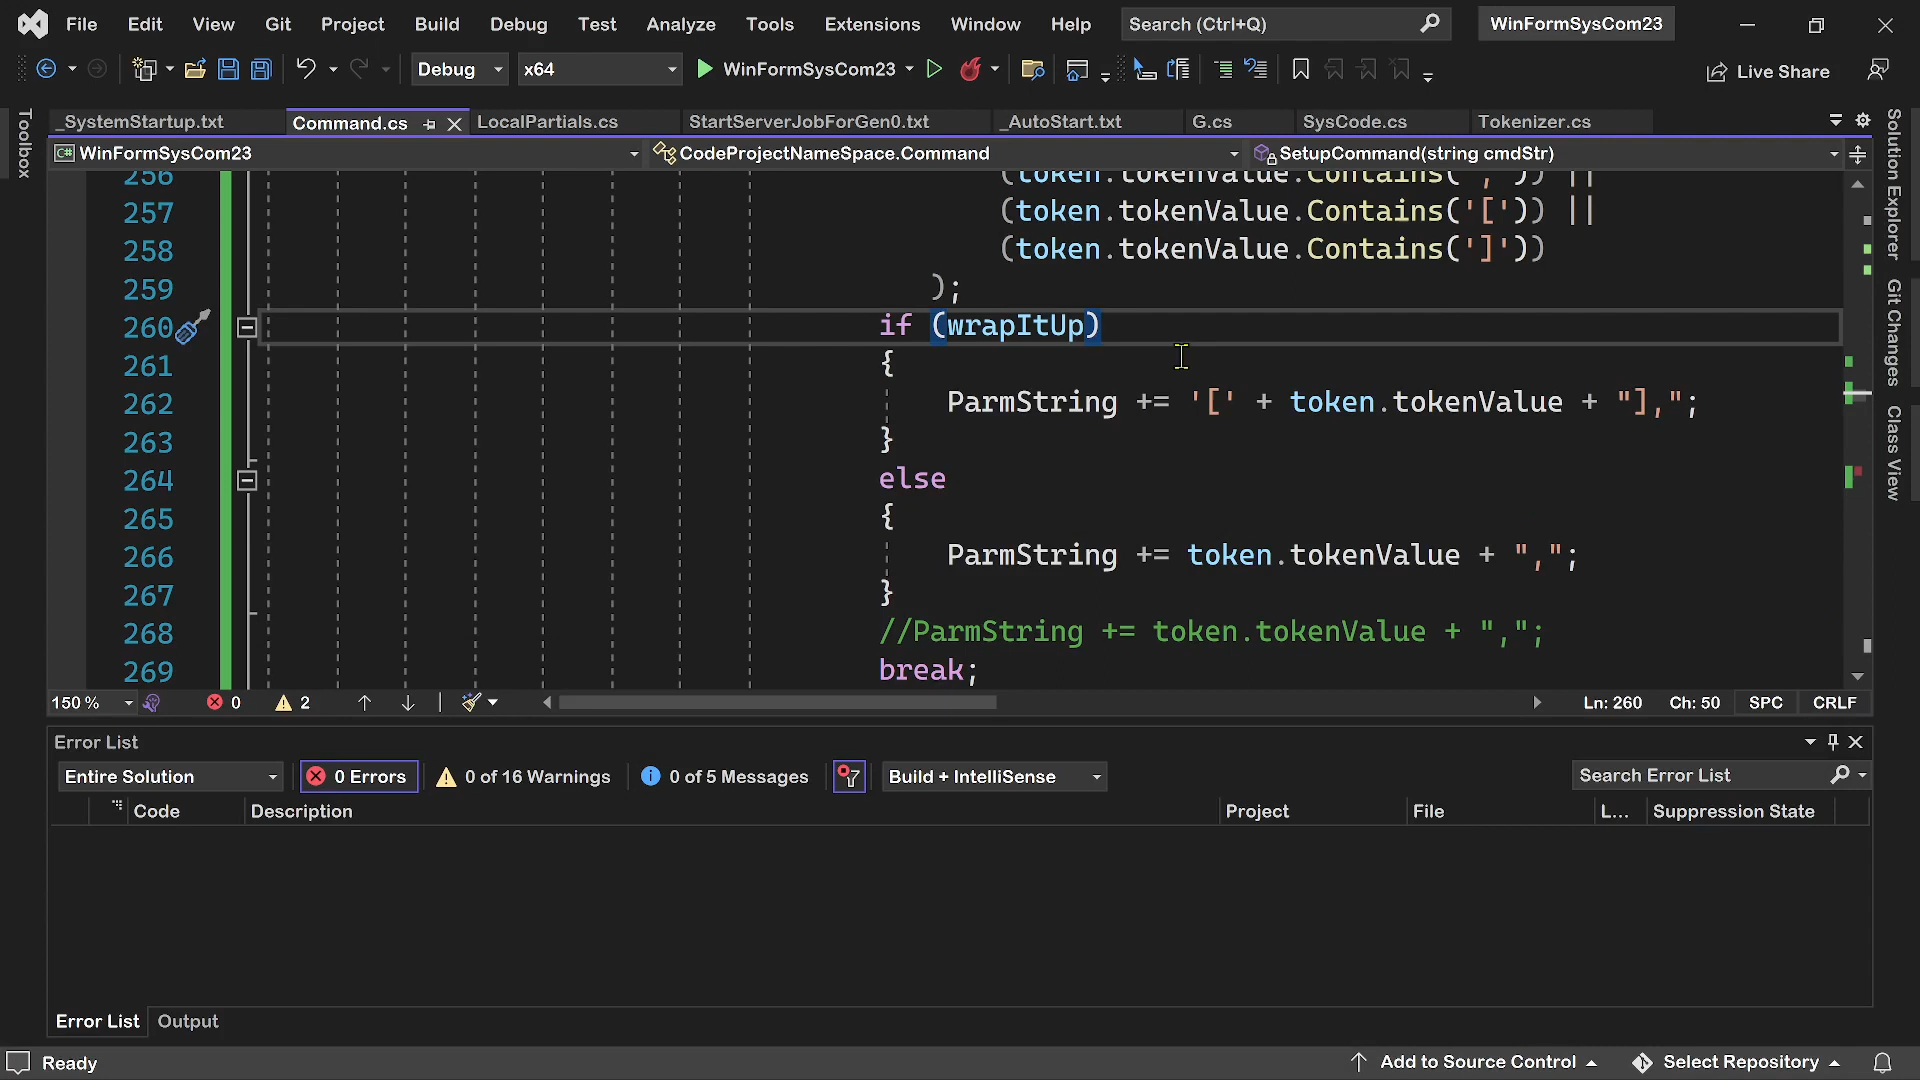 File Edit View Git Project Build Debug Test Analyze Tools Extensions Window Help Search (Ctrl+Q) WinFormSysCom23
Debug x64 WinFormSysCom23 Live Share
_SystemStartup.txt Command.cs LocalPartials.cs StartServerJobForGen0.txt _AutoStart.txt G.cs SysCode.cs Tokenizer.cs
WinFormSysCom23 CodeProjectNameSpace.Command SetupCommand(string cmdStr)
Toolbox
Solution Explorer
Git Changes
Class View
256 (token.tokenValue.Contains(',')) ||
257 (token.tokenValue.Contains('[')) ||
258 (token.tokenValue.Contains(']'))
259 );
260 if (wrapItUp)
261 {
262 ParmString += '[' + token.tokenValue + "],";
263 }
264 else
265 {
266 ParmString += token.tokenValue + ",";
267 }
268 //ParmString += token.tokenValue + ",";
269 break;
150 % 0 2 Ln: 260 Ch: 50 SPC CRLF
Error List
Entire Solution 0 Errors 0 of 16 Warnings 0 of 5 Messages Build + IntelliSense Search Error List
Code Description Project File L... Suppression State
Error List Output
Ready Add to Source Control Select Repository